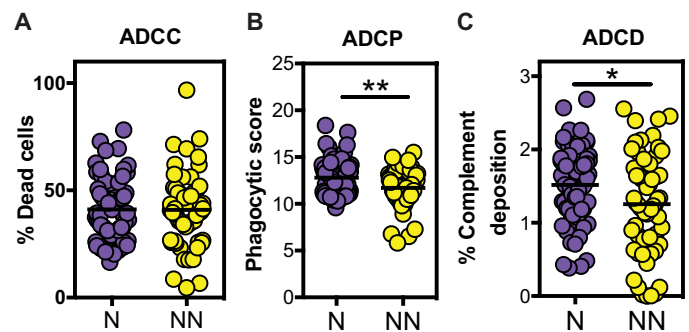 A
ADCC
% Dead cells
100
50
0
N
NN
B
ADCP
Phagocytic score
25
20
15
10
5
0
**
N
NN
C
ADCD
% Complement
deposition
3
2
1
0
*
N
NN